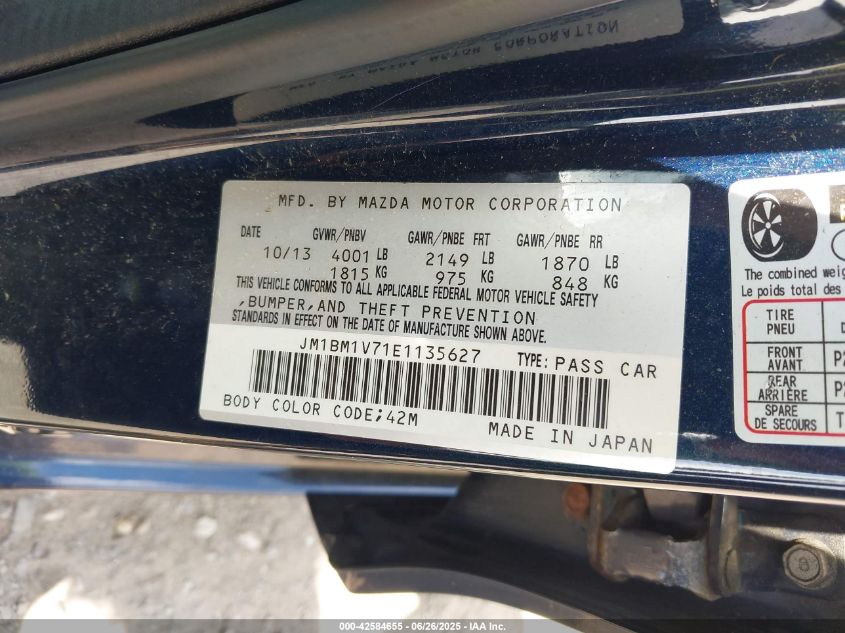 MFD. BY MAZDA MOTOR CORPORATION
DATE GVWR/PNBV GAWR/PNBE FRT GAWR/PNBE RR
10/13 4001 LB 2149 LB 1870 LB
1815 KG 975 KG 848 KG
THIS VEHICLE CONFORMS TO ALL APPLICABLE FEDERAL MOTOR VEHICLE SAFETY
,BUMPER,AND THEFT PREVENTION
STANDARDS IN EFFECT ON THE DATE OF MANUFACTURE SHOWN ABOVE.
JM1BM1V71E1135627 TYPE: PASS CAR
BODY COLOR CODE;42M
MADE IN JAPAN
The combined
Le poids total des
TIRE
PNEU
FRONT
AVANT
REAR
ARRIÈRE
SPARE
DE SECOURS
8
000-42584655 - 06/26/2025 - IAA Inc.